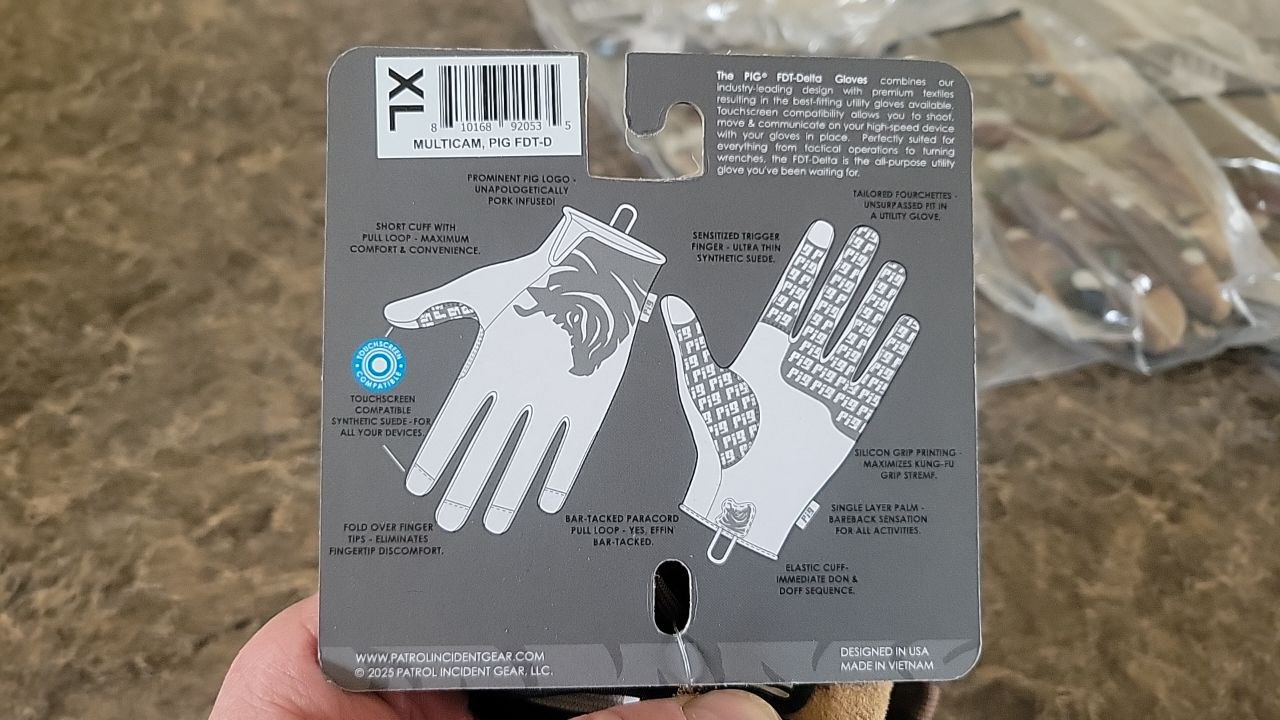 XL
8 10168 92053 5
MULTICAM, PIG FDT-D
The PIG® FDT-Delta Gloves combines our
industry-leading design with premium textiles
resulting in the best-fitting utility gloves available.
Touchscreen compatibility allows you to shoot,
move & communicate on your high-speed device
with your gloves in place. Perfectly suited for
everything from tactical operations to turning
wrenches, the FDT-Delta is the all-purpose utility
glove you've been waiting for.
PROMINENT PIG LOGO -
UNAPOLOGETICALLY
PORK INFUSED!
SHORT CUFF WITH
PULL LOOP - MAXIMUM
COMFORT & CONVENIENCE.
TOUCHSCREEN
COMPATIBLE
TOUCHSCREEN
COMPATIBLE
SYNTHETIC SUEDE - FOR
ALL YOUR DEVICES.
FOLD OVER FINGER
TIPS - ELIMINATES
FINGERTIP DISCOMFORT.
BAR-TACKED PARACORD
PULL LOOP - YES, EFFIN'
BAR-TACKED.
TAILORED FOURCHETTES -
UNSURPASSED FIT IN
A UTILITY GLOVE.
SENSITIZED TRIGGER
FINGER - ULTRA THIN
SYNTHETIC SUEDE.
SILICON GRIP PRINTING -
MAXIMIZES KUNG-FU
GRIP STREMF.
SINGLE LAYER PALM -
BAREBACK SENSATION
FOR ALL ACTIVITIES.
ELASTIC CUFF-
IMMEDIATE DON &
DOFF SEQUENCE.
Pig
Pig
WWW.PATROLINCIDENTGEAR.COM
© 2025 PATROL INCIDENT GEAR, LLC.
DESIGNED IN USA
MADE IN VIETNAM